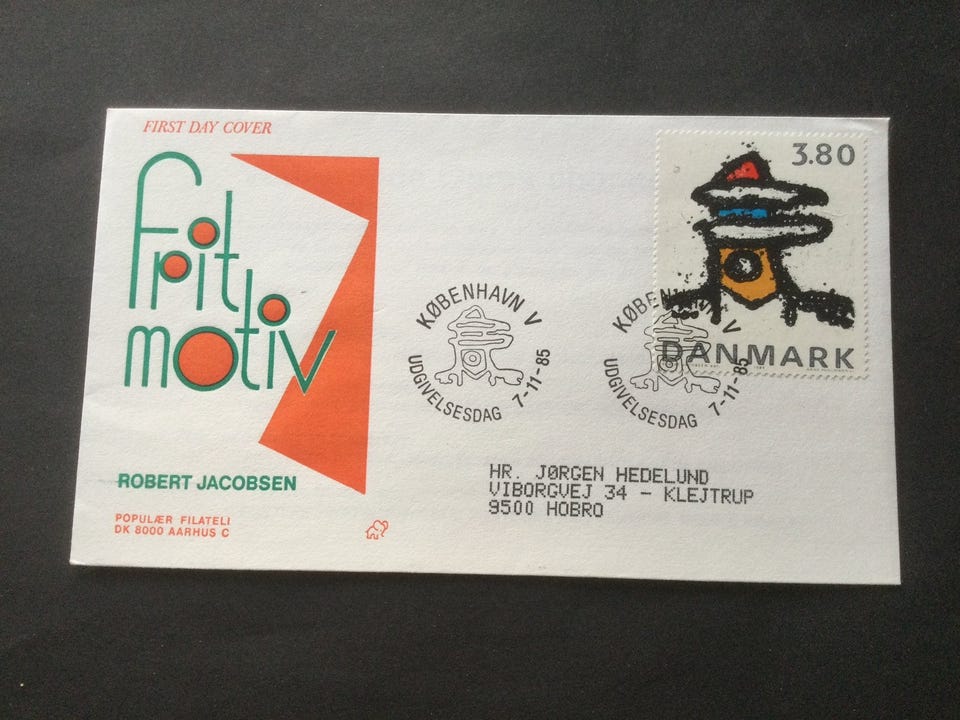 FIRST DAY COVER
frit
motiv
ROBERT JACOBSEN
POPULÆR FILATELI
DK 8000 AARHUS C
KØBENHAVN V
UDGIVELSESDAG 7-11-85
KØBENHAVN V
UDGIVELSESDAG 7-11-85
3.80
DANMARK
HR. JØRGEN HEDELUND
VIBORGVEJ 34 - KLEJTRUP
9500 HOBRO